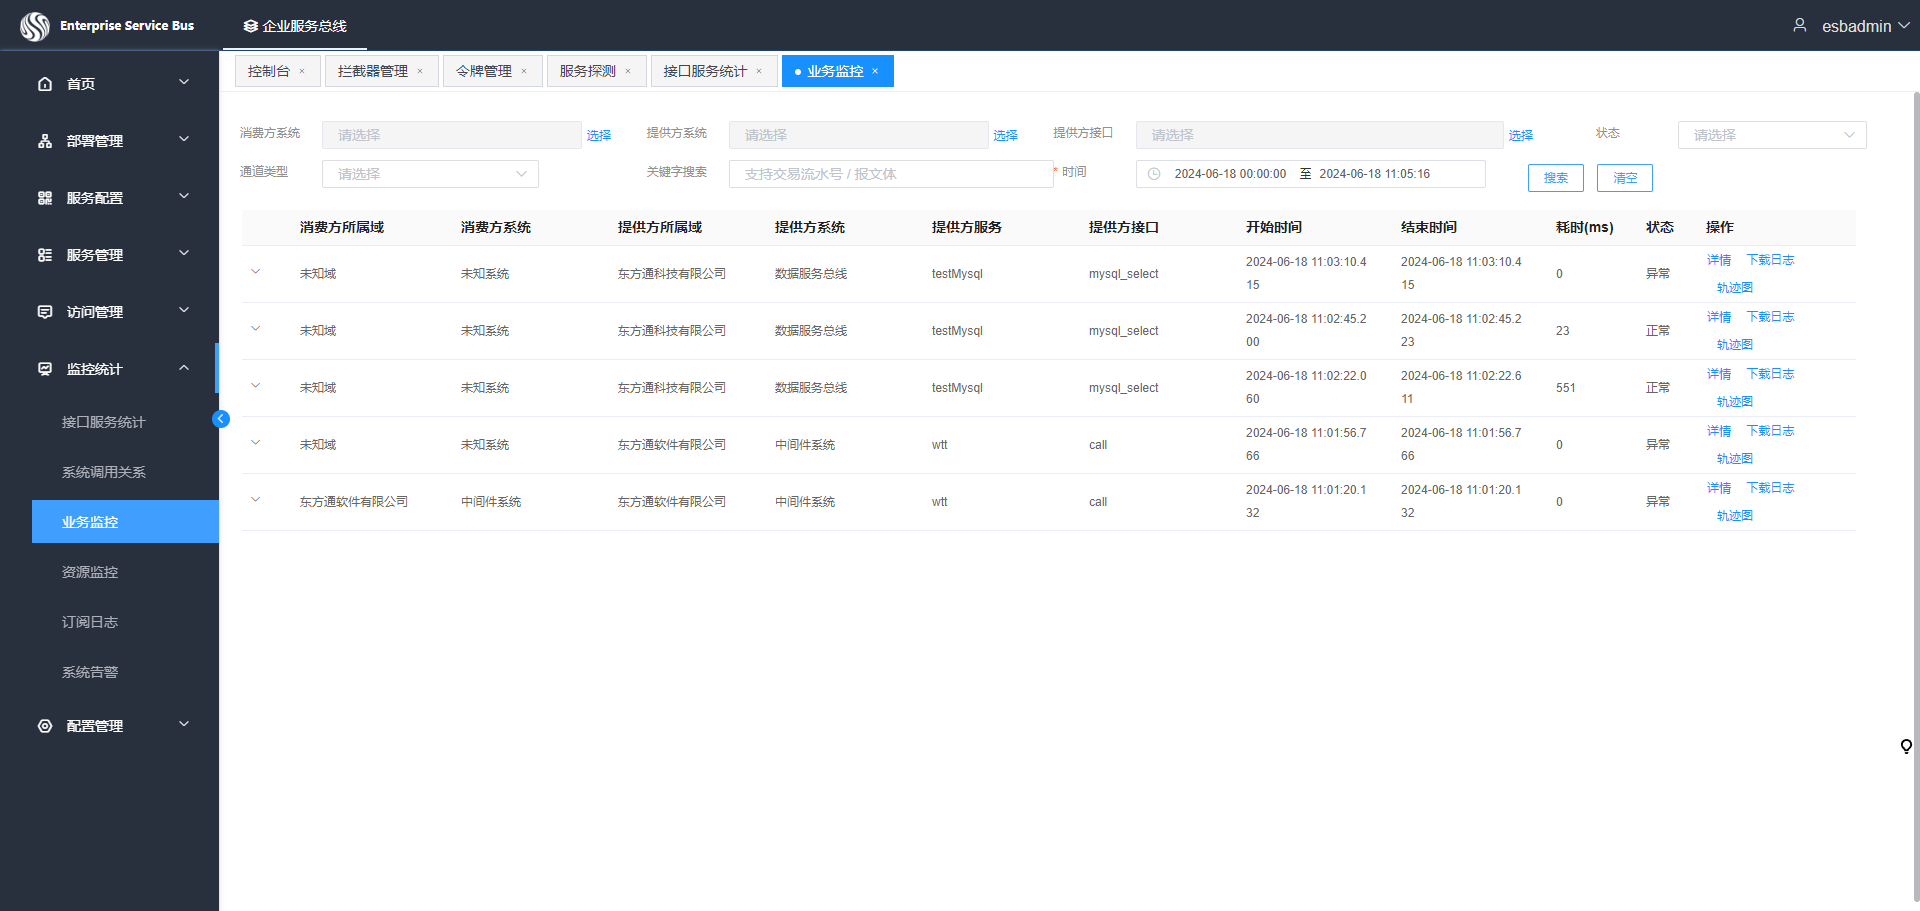 Enterprise Service Bus
企业服务总线
esbadmin
首页
部署管理
服务配置
服务管理
访问管理
监控统计
接口服务统计
系统调用关系
业务监控
资源监控
订阅日志
系统告警
配置管理
控制台 × 拦截器管理 × 令牌管理 × 服务探测 × 接口服务统计 × 业务监控 ×
消费方系统 请选择 选择 提供方系统 请选择 选择 提供方接口 请选择 选择 状态 请选择
通道类型 请选择 关键字搜索 支持交易流水号 / 报文体 * 时间 2024-06-18 00:00:00 至 2024-06-18 11:05:16 搜索 清空
消费方所属域 消费方系统 提供方所属域 提供方系统 提供方服务 提供方接口 开始时间 结束时间 耗时(ms) 状态 操作
未知域 未知系统 东方通科技有限公司 数据服务总线 testMysql mysql_select 2024-06-18 11:03:10.4 2024-06-18 11:03:10.4 0 异常 详情 下载日志
15 15 轨迹图
未知域 未知系统 东方通科技有限公司 数据服务总线 testMysql mysql_select 2024-06-18 11:02:45.2 2024-06-18 11:02:45.2 23 正常 详情 下载日志
00 23 轨迹图
未知域 未知系统 东方通科技有限公司 数据服务总线 testMysql mysql_select 2024-06-18 11:02:22.0 2024-06-18 11:02:22.6 551 正常 详情 下载日志
60 11 轨迹图
未知域 未知系统 东方通软件有限公司 中间件系统 wtt call 2024-06-18 11:01:56.7 2024-06-18 11:01:56.7 0 异常 详情 下载日志
66 66 轨迹图
东方通软件有限公司 中间件系统 东方通软件有限公司 中间件系统 wtt call 2024-06-18 11:01:20.1 2024-06-18 11:01:20.1 0 异常 详情 下载日志
32 32 轨迹图